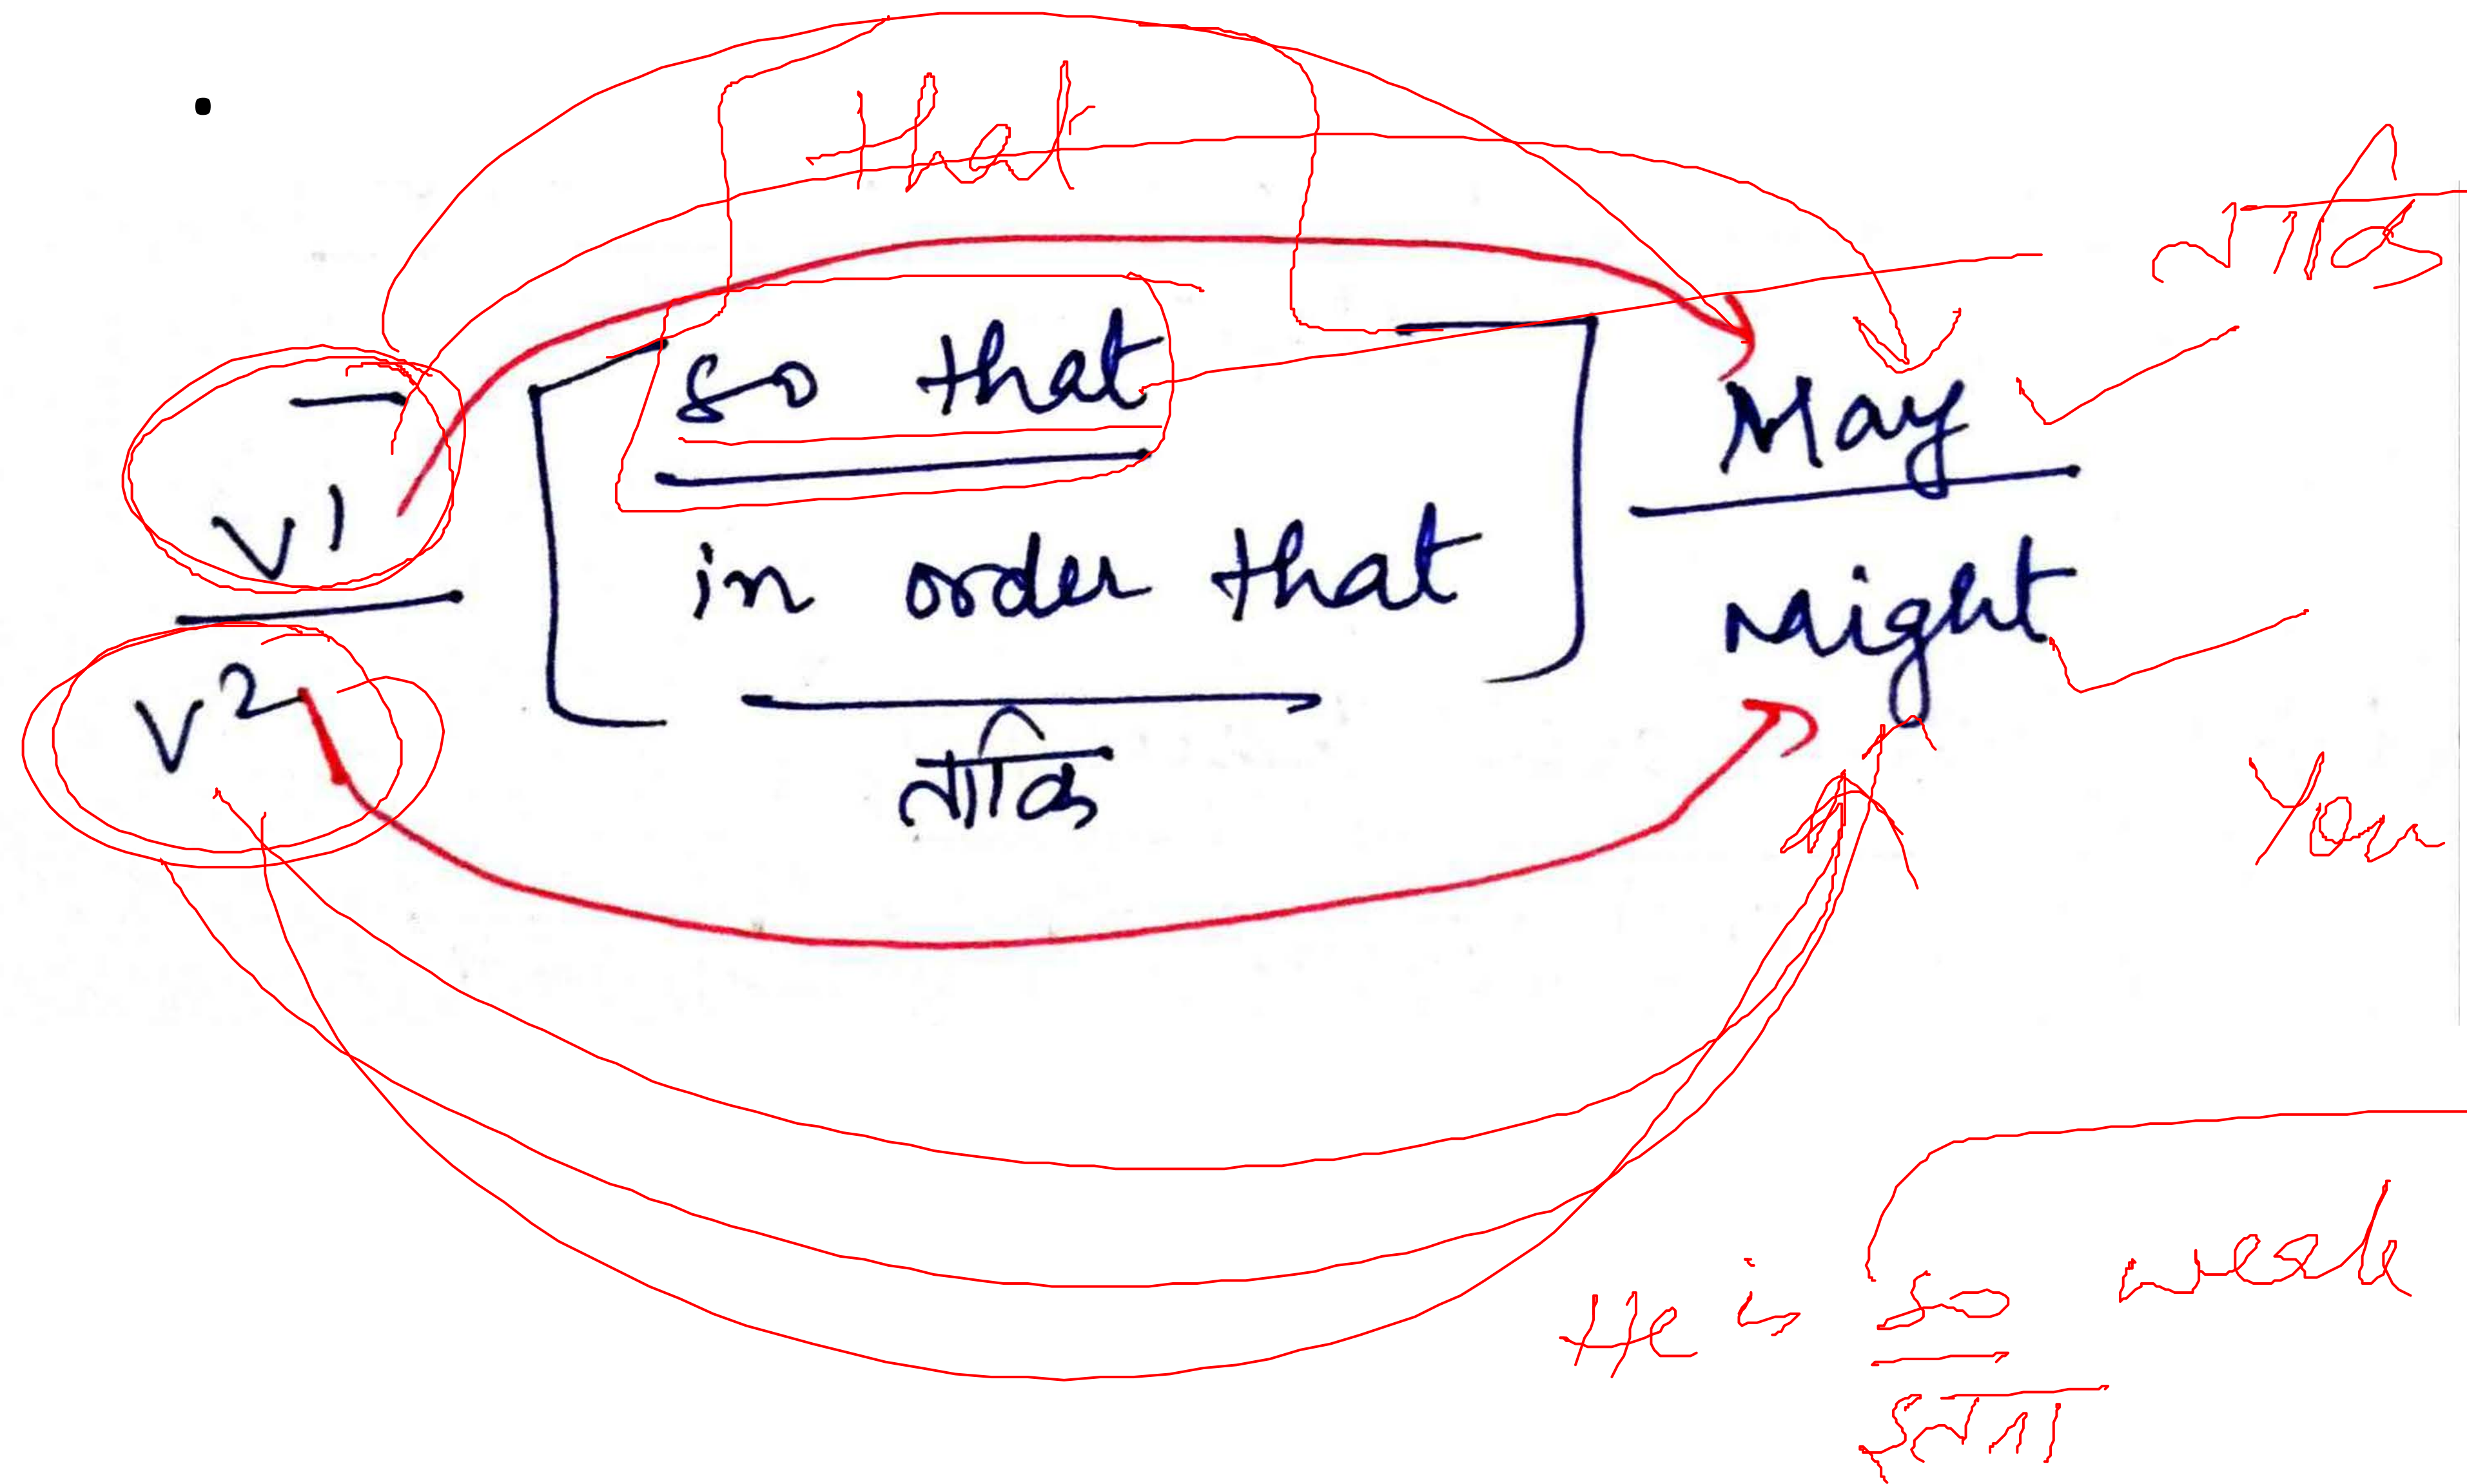 that
ताकि
so that
May
V1
in order that
Might
V2
ताकि
You
He is so weak
इतना